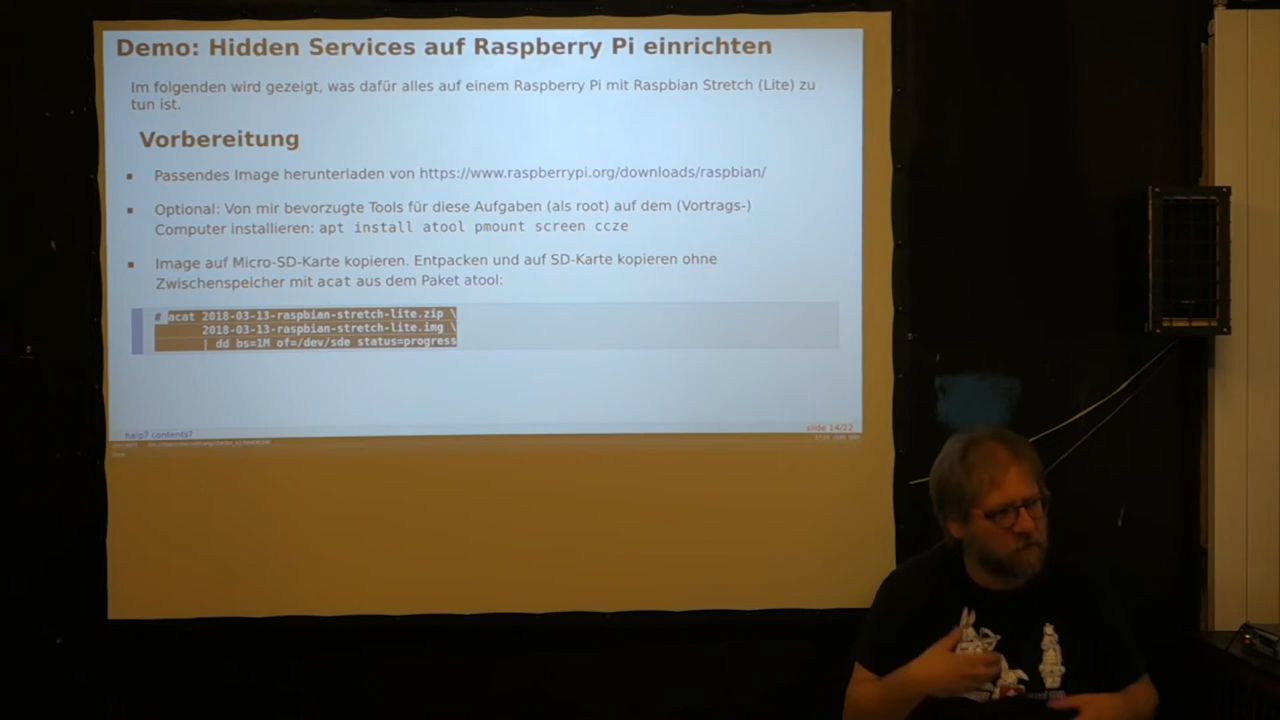 Demo: Hidden Services auf Raspberry Pi einrichten
Im folgenden wird gezeigt, was dafür alles auf einem Raspberry Pi mit Raspbian Stretch (Lite) zu
tun ist.
Vorbereitung
Passendes Image herunterladen von https://www.raspberrypi.org/downloads/raspbian/
Optional: Von mir bevorzugte Tools für diese Aufgaben (als root) auf dem (Vortrags-)
Computer installieren: apt install atool pmount screen ccze
Image auf Micro-SD-Karte kopieren. Entpacken und auf SD-Karte kopieren ohne
Zwischenspeicher mit acat aus dem Paket atool:
# acat 2018-03-13-raspbian-stretch-lite.zip \
2018-03-13-raspbian-stretch-lite.img \
| dd bs=1M of=/dev/sde status=progress
help? contents?
slide 14/22